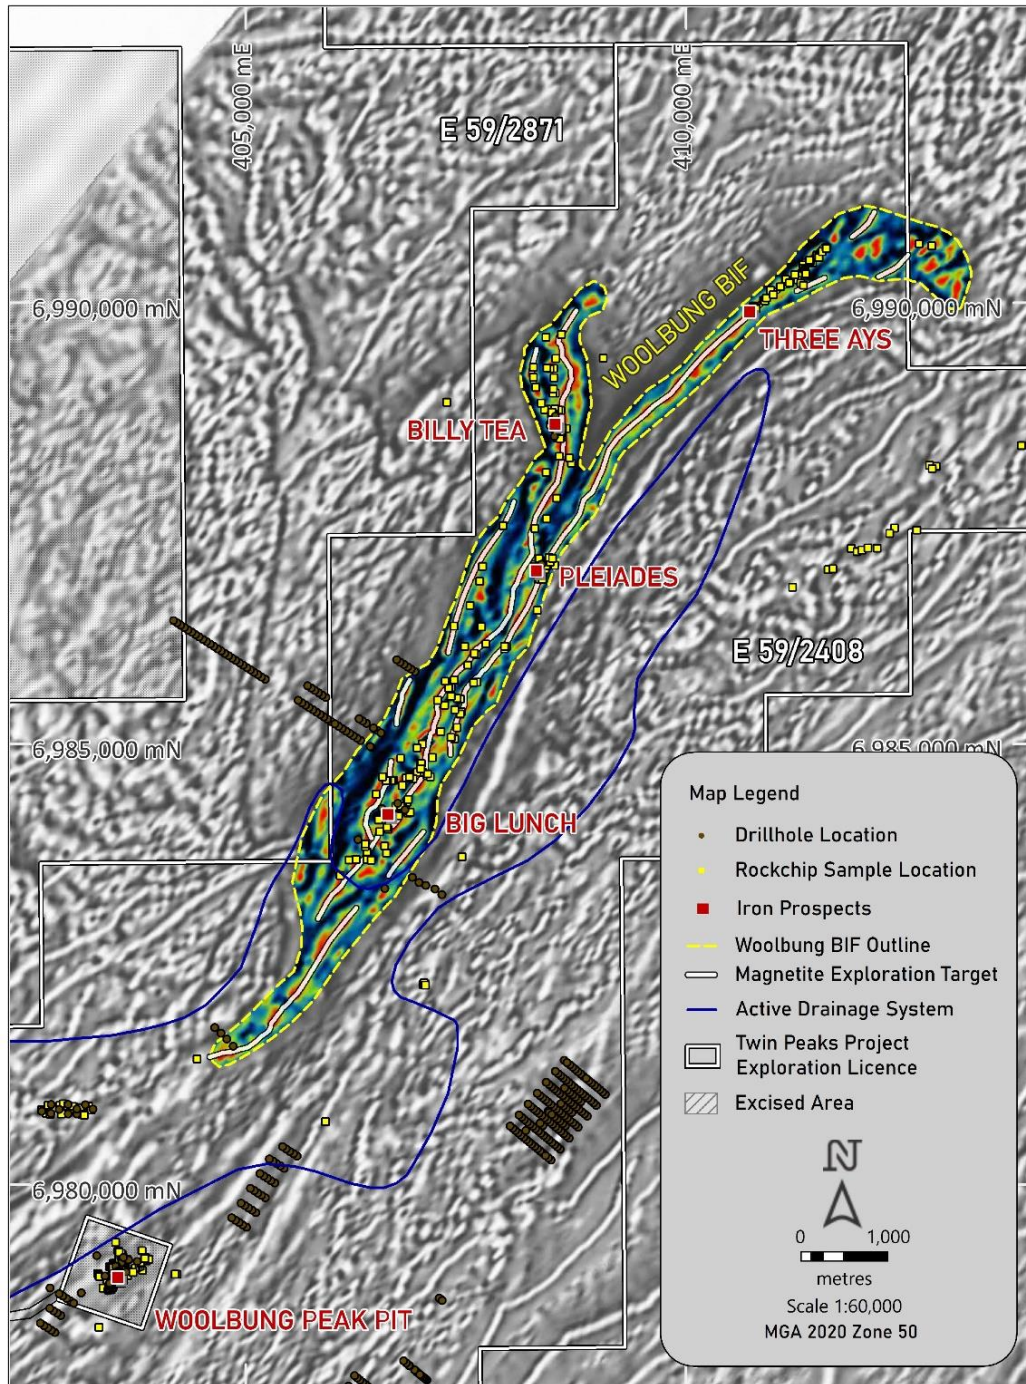 405,000 mE
410,000 mE
E 59/2871
6,990,000 mN
WOOLBUNG BIF
6,990,000 mN
THREE AYS
BILLY TEA
PLEIADES
E 59/2408
6,985,000 mN
6,985,000 mN
BIG LUNCH
6,980,000 mN
WOOLBUNG PEAK PIT
Map Legend
Drillhole Location
Rockchip Sample Location
Iron Prospects
Woolbung BIF Outline
Magnetite Exploration Target
Active Drainage System
Twin Peaks Project
Exploration Licence
Excised Area
N
0 1,000
metres
Scale 1:60,000
MGA 2020 Zone 50